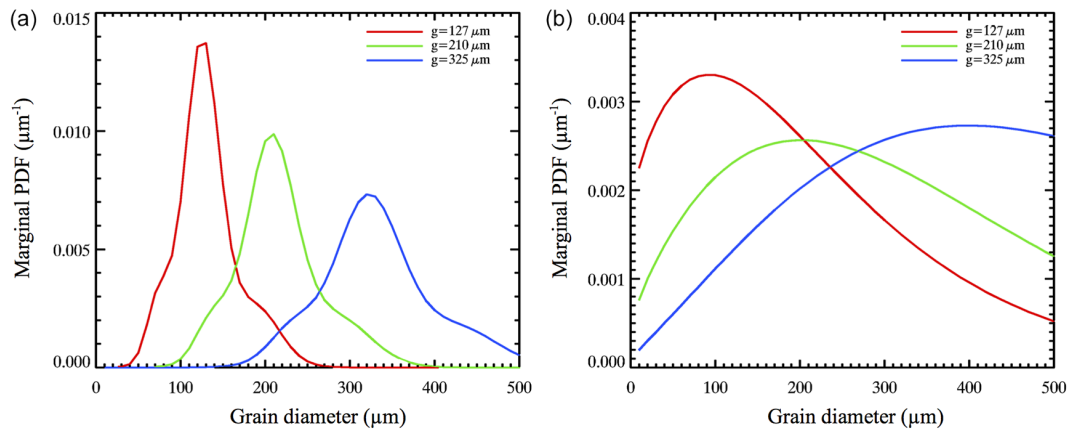 (a)
0.015
0.010
0.005
0.000
Marginal PDF (µm-1)
g=127 µm
g=210 µm
g=325 µm
0 100 200 300 400 500
Grain diameter (µm)
(b)
0.004
0.003
0.002
0.001
0.000
Marginal PDF (µm-1)
g=127 µm
g=210 µm
g=325 µm
0 100 200 300 400 500
Grain diameter (µm)